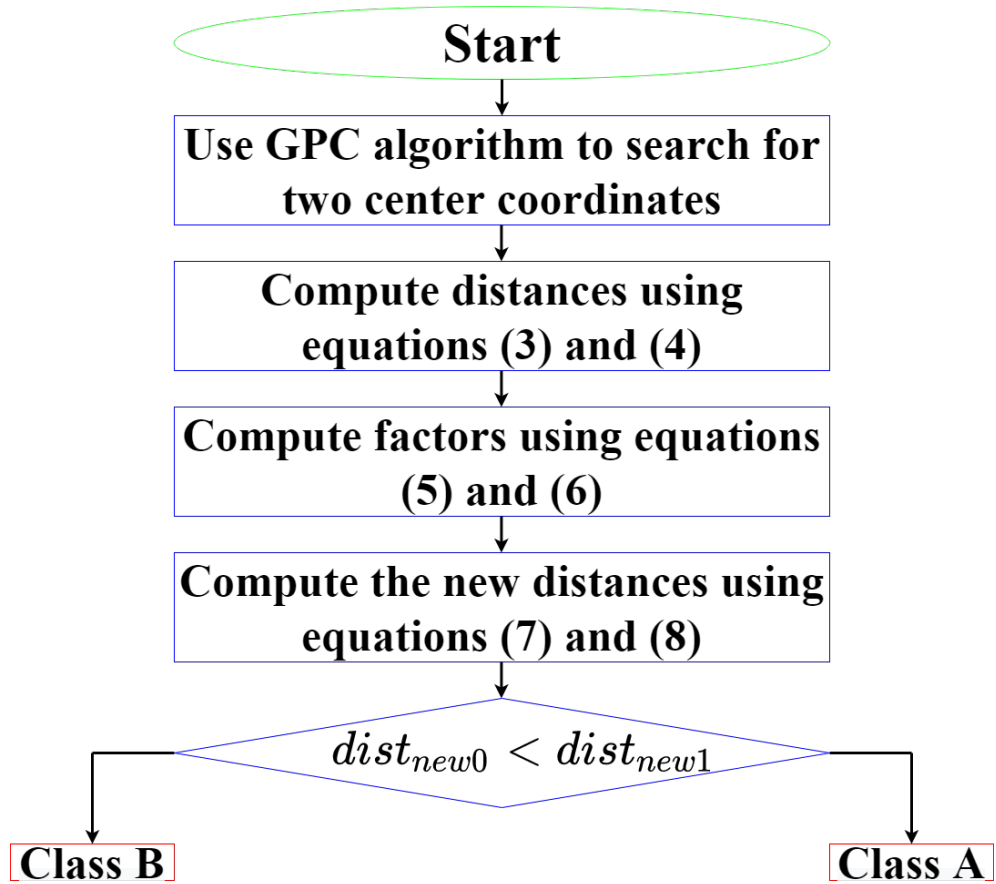 Start
Use GPC algorithm to search for
two center coordinates
Compute distances using
equations (3) and (4)
Compute factors using equations
(5) and (6)
Compute the new distances using
equations (7) and (8)
dist_{new0} < dist_{new1}
Class B
Class A